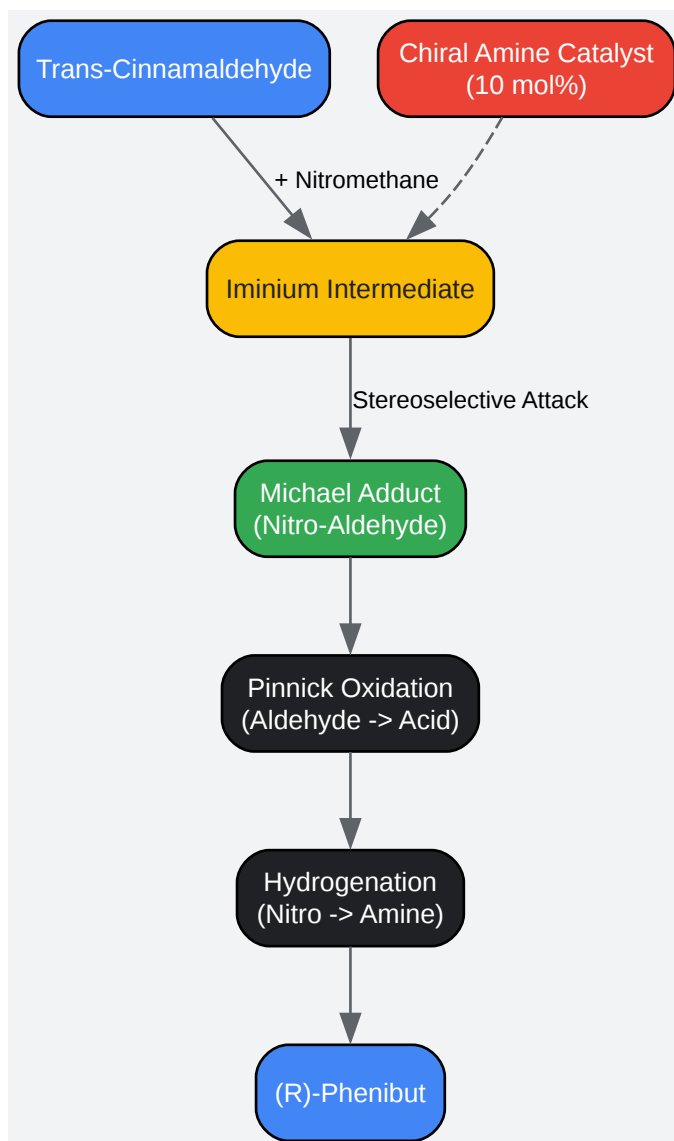 Trans-Cinnamaldehyde
Chiral Amine Catalyst
(10 mol%)
+ Nitromethane
Iminium Intermediate
Stereoselective Attack
Michael Adduct
(Nitro-Aldehyde)
Pinnick Oxidation
(Aldehyde -> Acid)
Hydrogenation
(Nitro -> Amine)
(R)-Phenibut